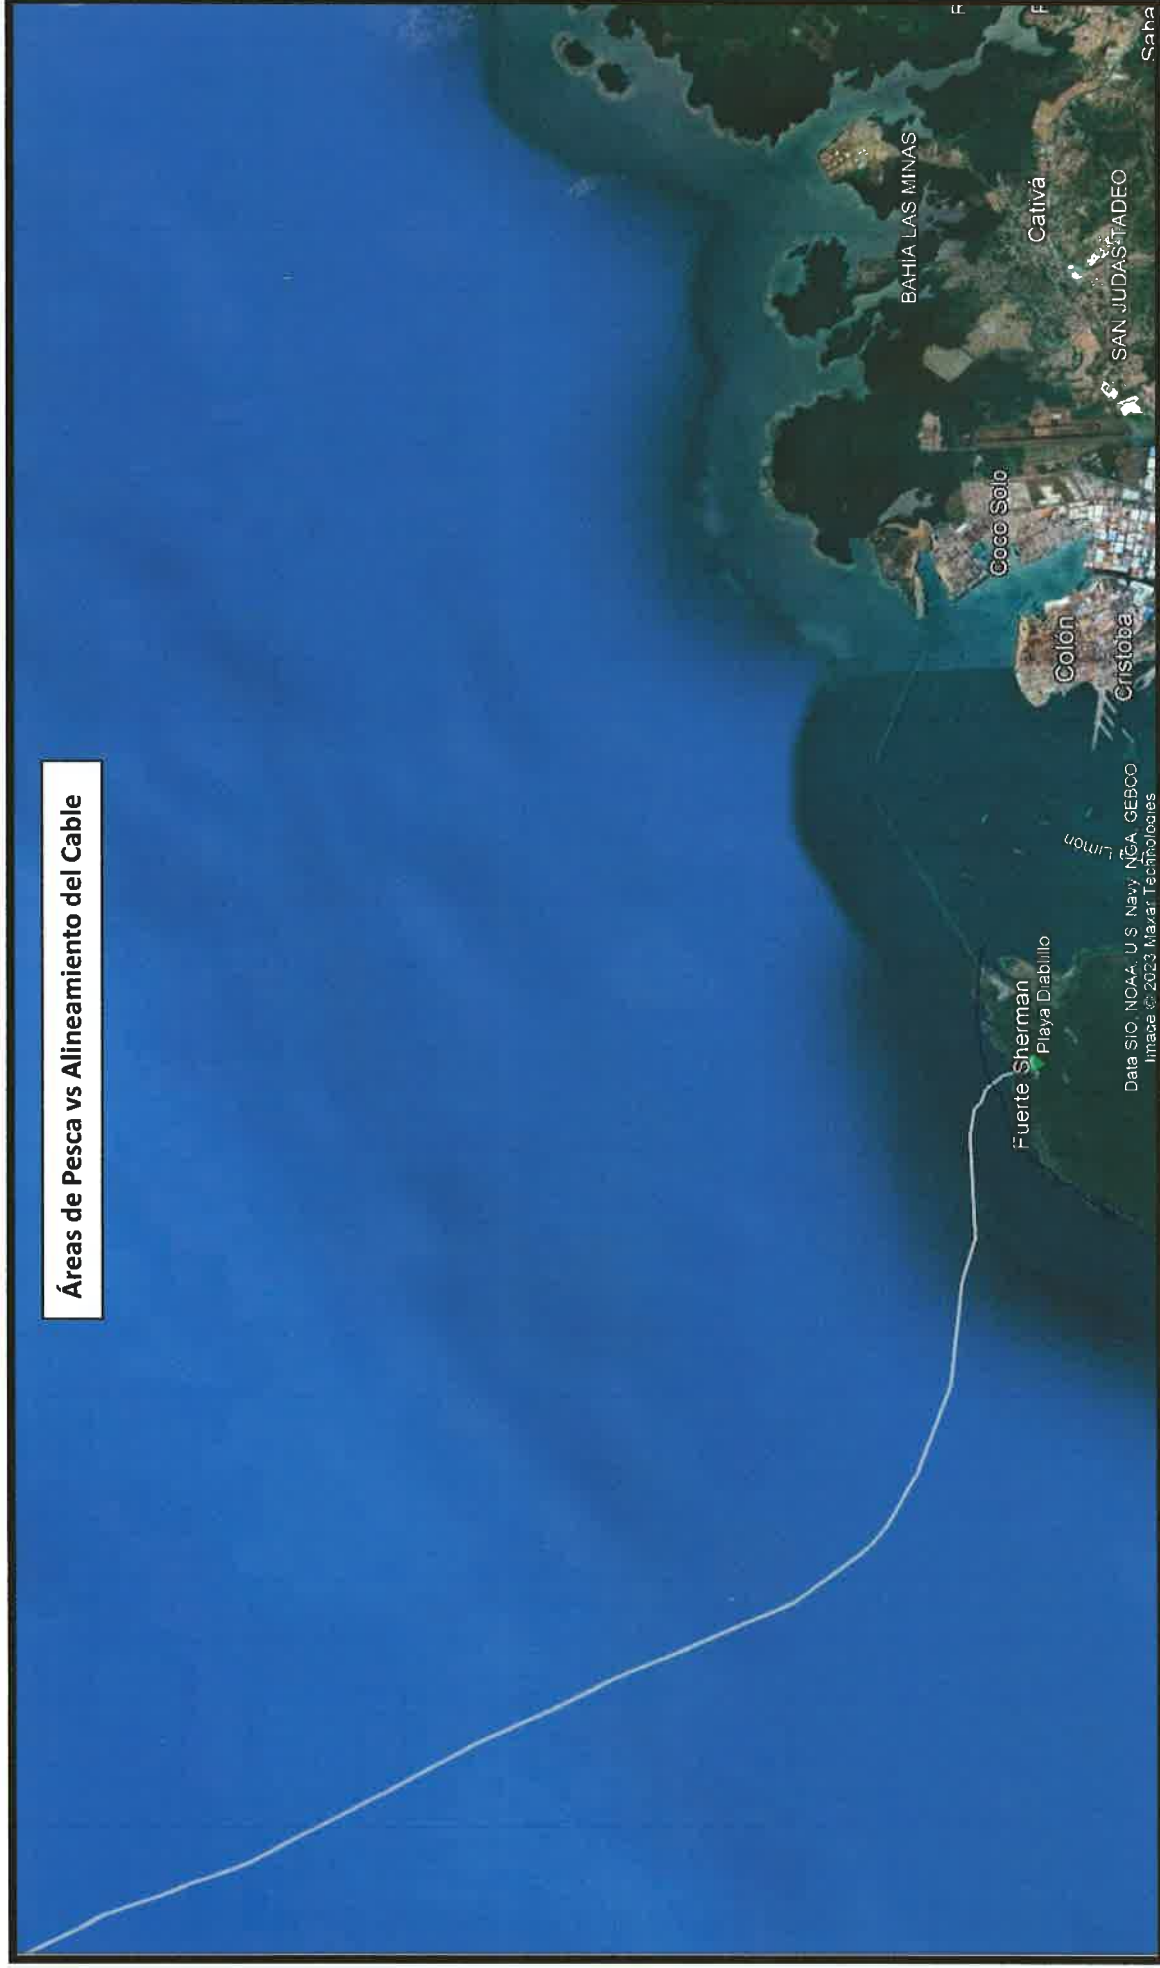 Áreas de Pesca vs Alineamiento del Cable
BAHIA LAS MINAS
Cativá
SAN JUDAS TADEO
Coco Solo
Colón
Cristoba
Limon
Fuerte Sherman
Playa Diablillo
Data SIO, NOAA, U.S. Navy, NGA, GEBCO
Image © 2023 Maxar Technologies
Saba